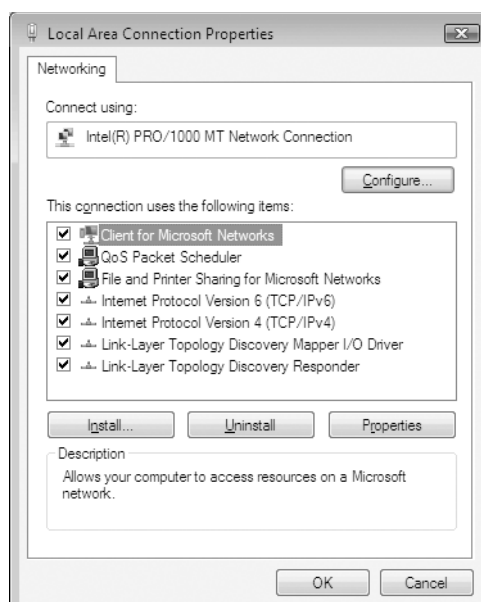 Local Area Connection Properties
Networking
Connect using:
Intel(R) PRO/1000 MT Network Connection
Configure...
This connection uses the following items:
Client for Microsoft Networks
QoS Packet Scheduler
File and Printer Sharing for Microsoft Networks
Internet Protocol Version 6 (TCP/IPv6)
Internet Protocol Version 4 (TCP/IPv4)
Link-Layer Topology Discovery Mapper I/O Driver
Link-Layer Topology Discovery Responder
Install...
Uninstall
Properties
Description
Allows your computer to access resources on a Microsoft
network.
OK
Cancel